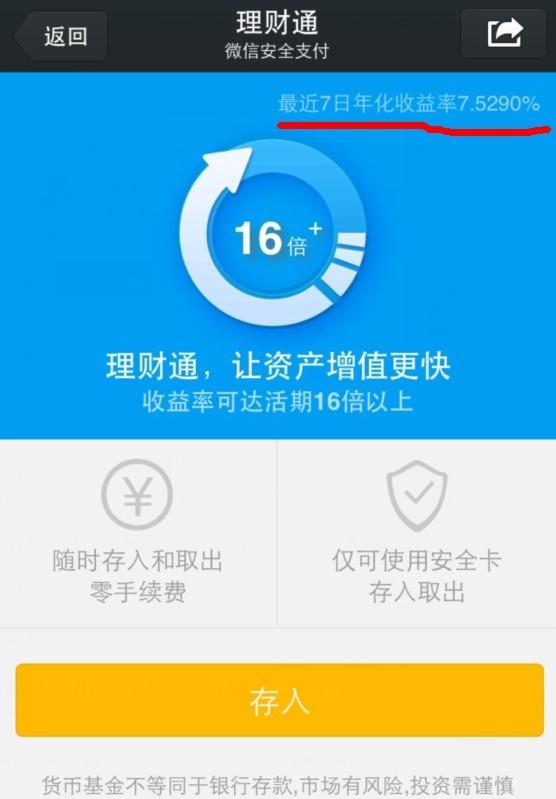 返回
理财通
微信安全支付
最近7日年化收益率7.5290%
16倍+
理财通，让资产增值更快
收益率可达活期16倍以上
随时存入和取出
零手续费
仅可使用安全卡
存入取出
存入
货币基金不等同于银行存款,市场有风险,投资需谨慎